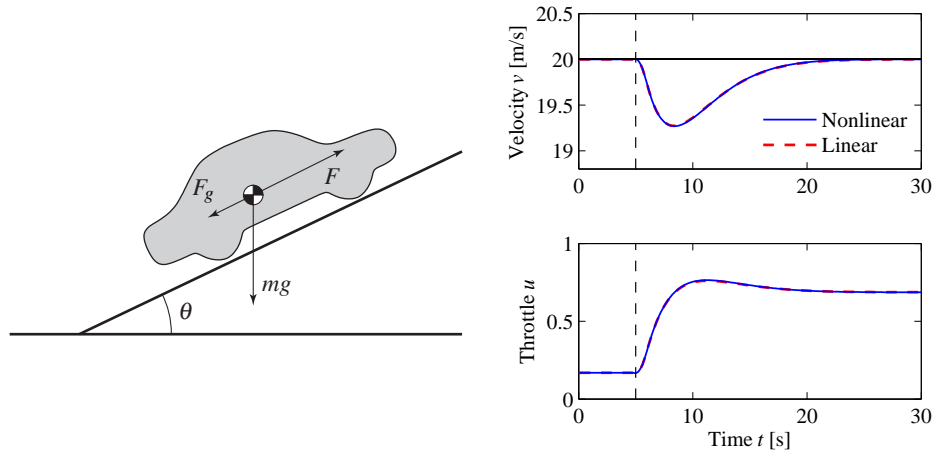 F_g
F
mg
θ
20.5
20
19.5
19
Velocity v [m/s]
Nonlinear
Linear
0
10
20
30
1
0.5
0
Throttle u
0
10
20
30
Time t [s]